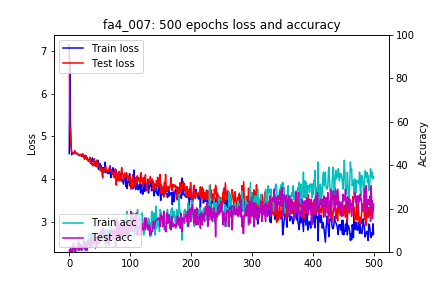 fa4_007: 500 epochs loss and accuracy
Train loss
Test loss
Train acc
Test acc
Loss
Accuracy
7
6
5
4
3
100
80
60
40
20
0
0
100
200
300
400
500